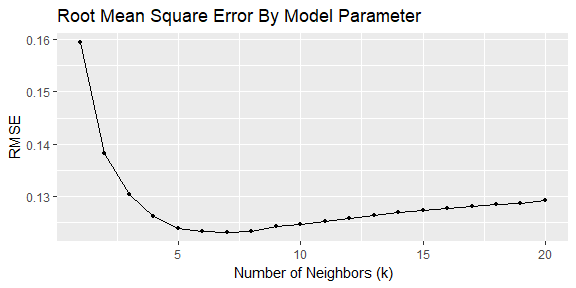 Root Mean Square Error By Model Parameter
0.16
0.15
0.14
0.13
RMSE
5
10
15
20
Number of Neighbors (k)